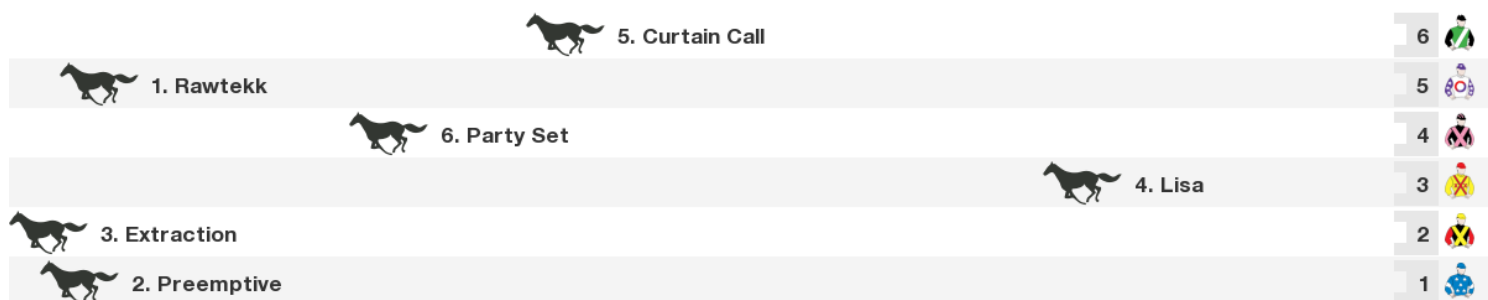 5. Curtain Call 6
1. Rawtekk 5
6. Party Set 4
4. Lisa 3
3. Extraction 2
2. Preemptive 1